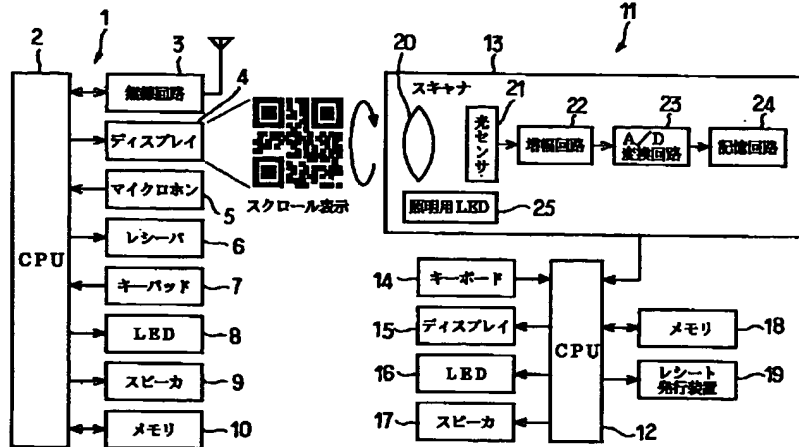 1
2
CPU
3
無線回路
4
ディスプレイ
マイクロホン
5
レシーバ
6
キーパッド
7
LED
8
スピーカ
9
メモリ
10
スクロール表示
11
13
スキャナ
20
光センサ
21
増幅回路
22
A/D
変換回路
23
記憶回路
24
照明用LED
25
キーボード
14
ディスプレイ
15
LED
16
スピーカ
17
CPU
12
メモリ
18
レシート
発行装置
19